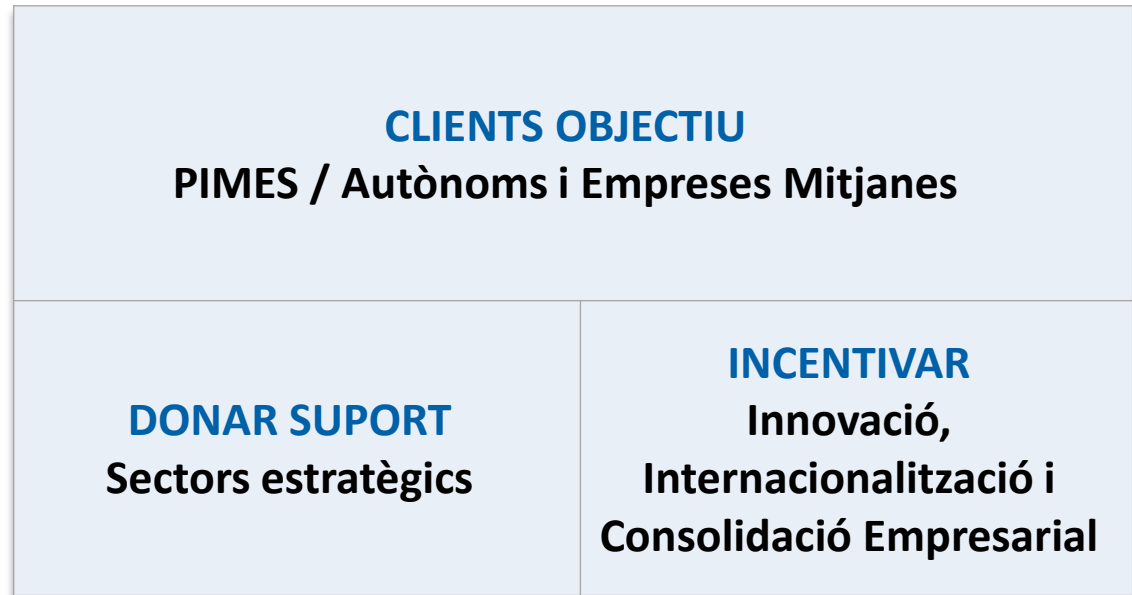 CLIENTS OBJECTIU
PIMES / Autònoms i Empreses Mitjanes
DONAR SUPORT
Sectors estratègics
INCENTIVAR
Innovació,
Internacionalització i
Consolidació Empresarial